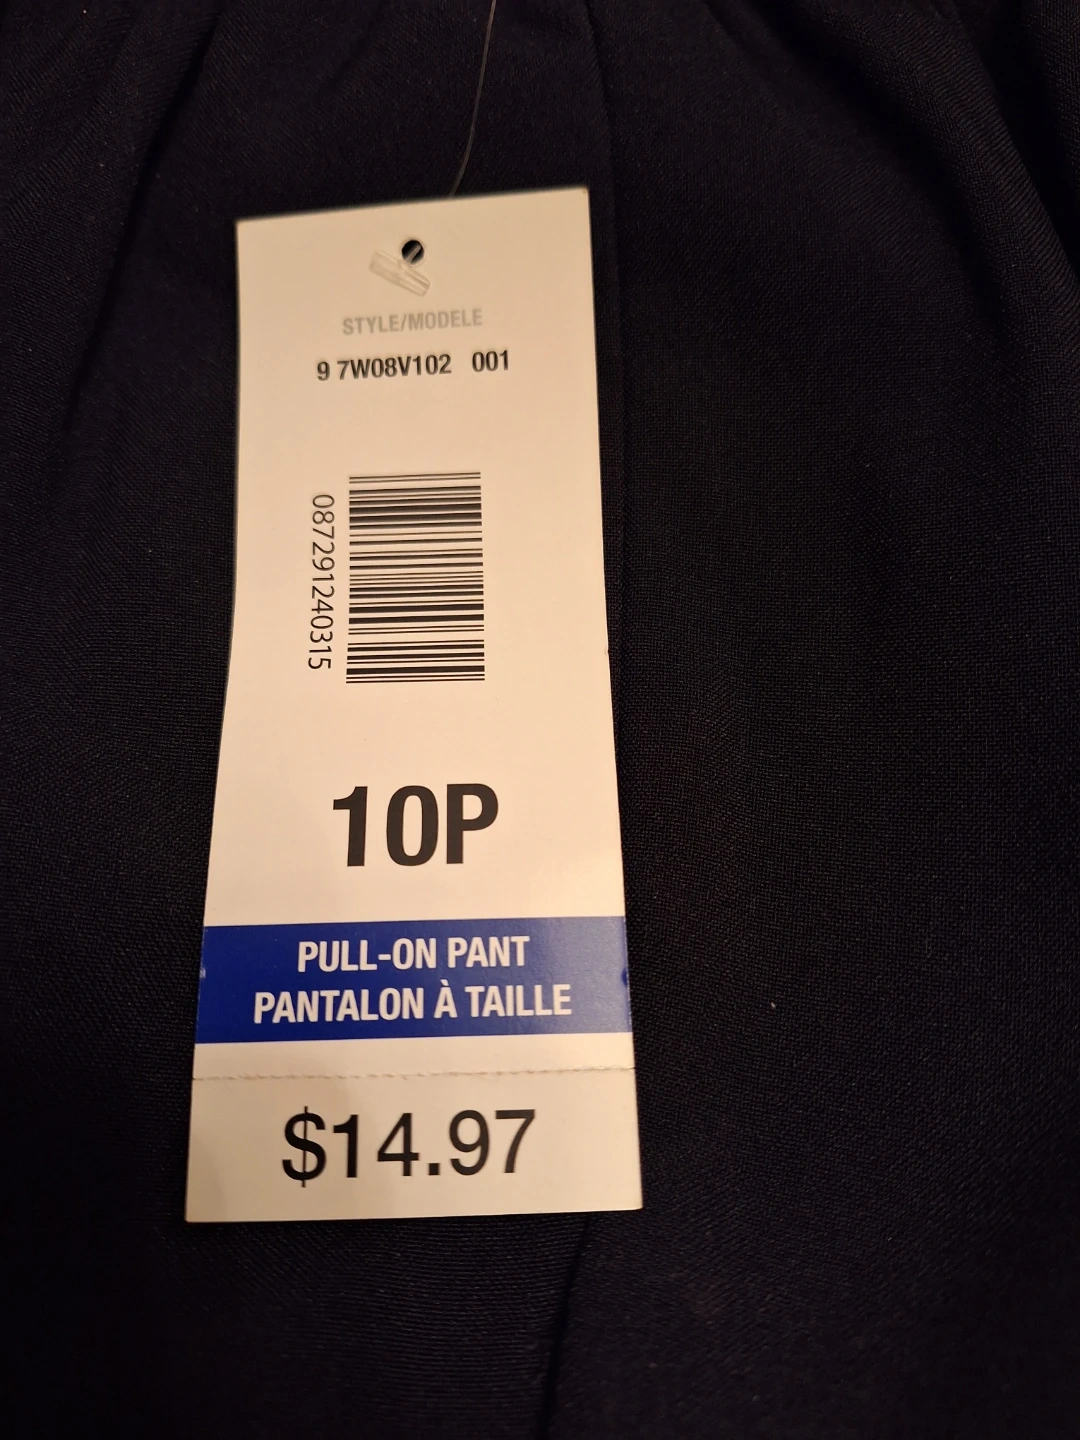 STYLE/MODELE
9 7W08V102 001
087291240315
10P
PULL-ON PANT
PANTALON À TAILLE
$14.97